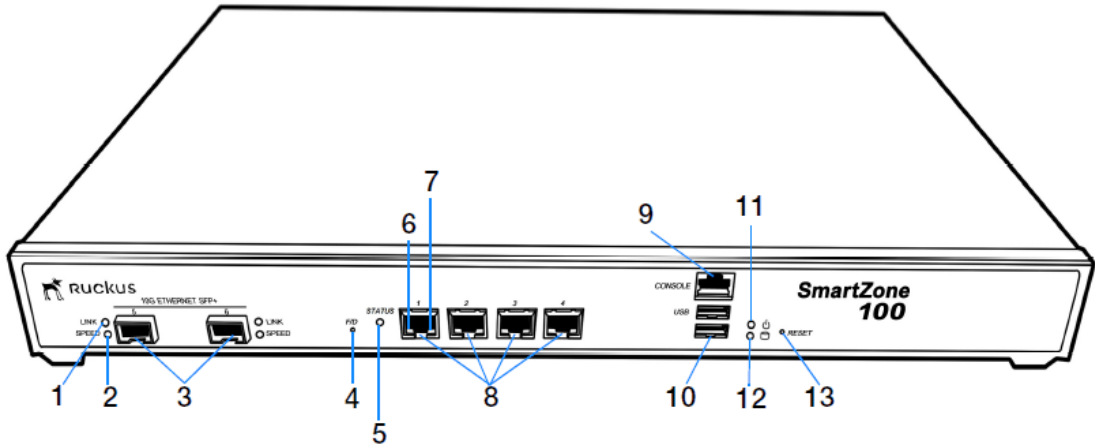 7
6
9
11
RUCKUS
10G ETHERNET SFP+
5
6
LINK
SPEED
LINK
SPEED
F/D
STATUS
1
2
3
4
CONSOLE
USB
SmartZone
100
RESET
1
2
3
4
5
8
10
12
13